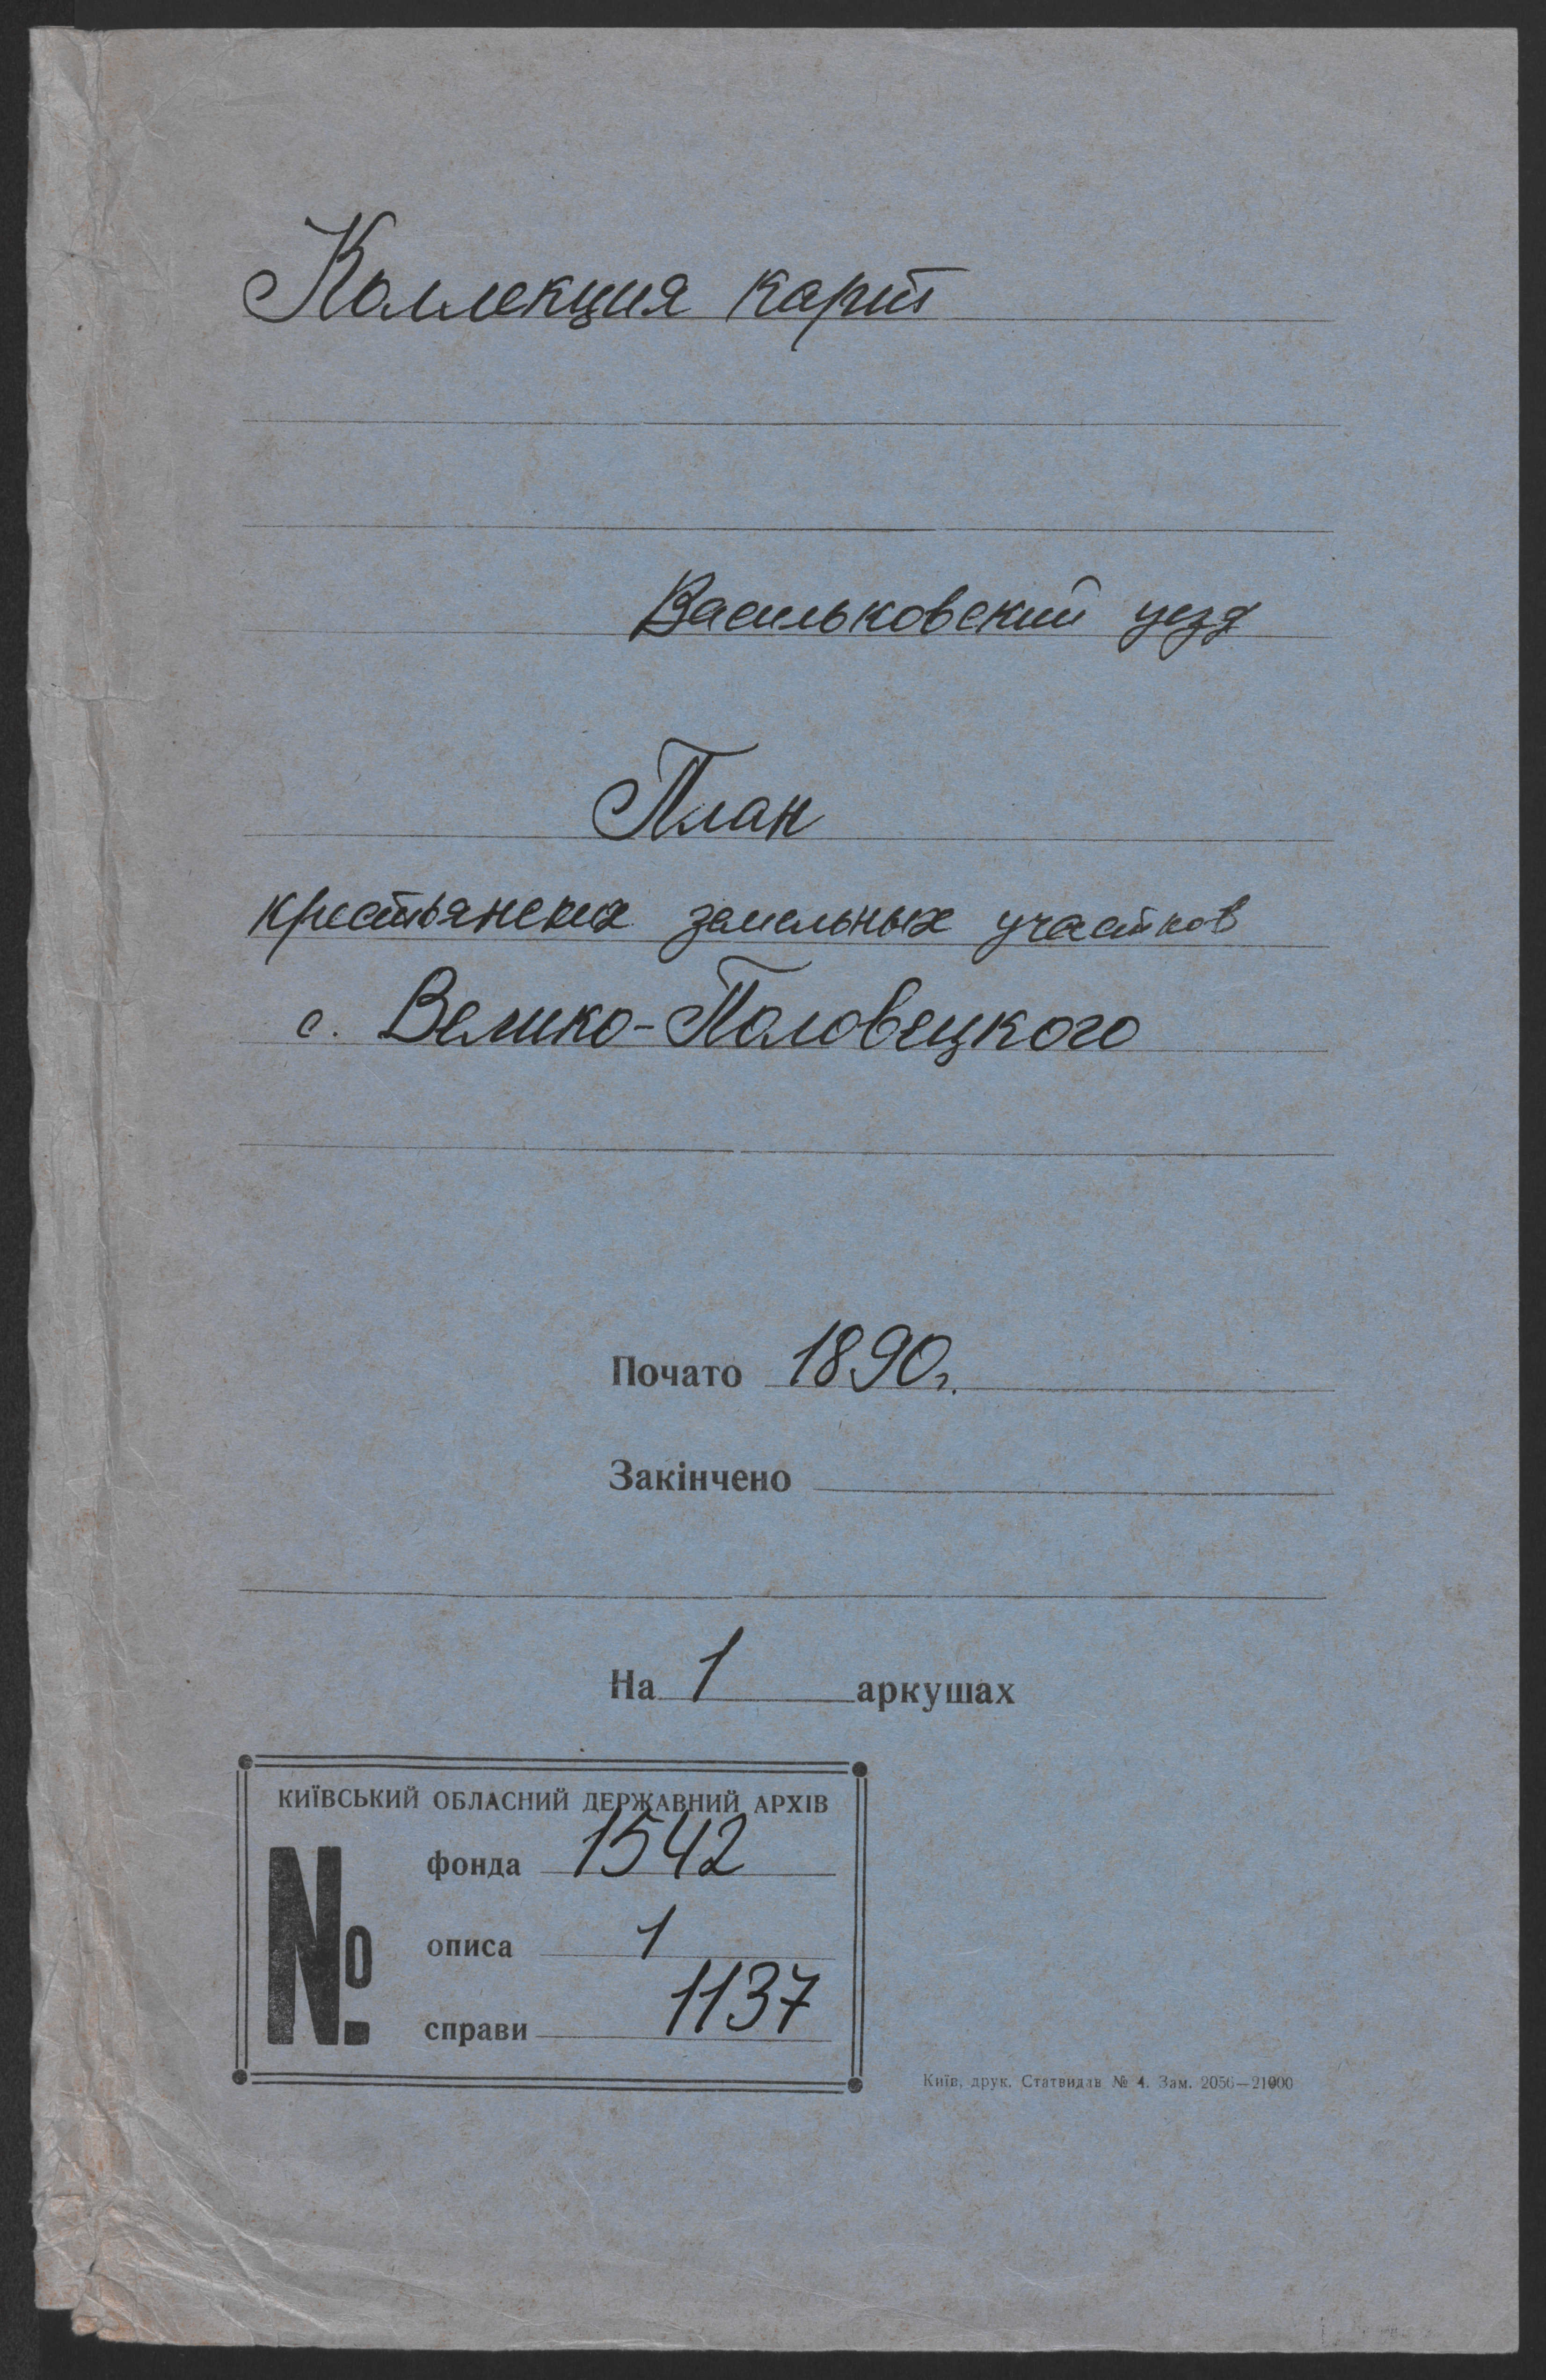 Коллекция карт
Васильковский уезд
План
крестьянских земельных участков
с. Велико-Половецкого
Почато 1890г.
Закінчено
На 1 аркушах
КИЇВСЬКИЙ ОБЛАСНИЙ ДЕРЖАВНИЙ АРХІВ
№
фонда 1542
описа 1
справи 1137
Київ, друк. Статвидав № 4. Зам. 2056—21000